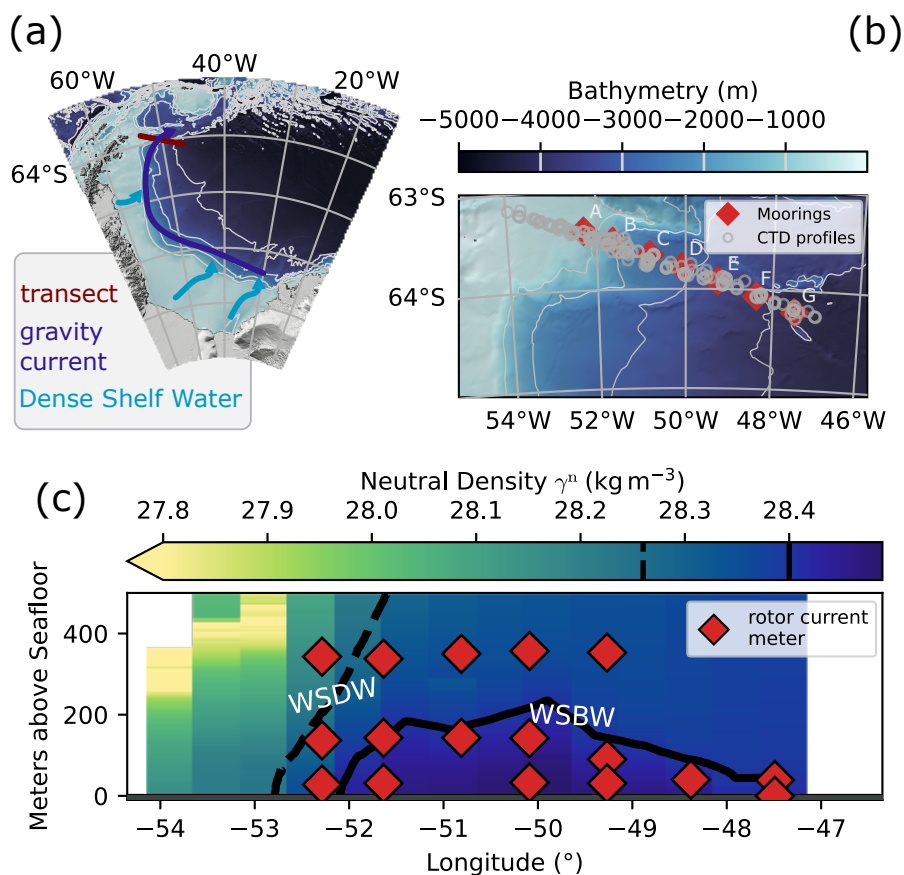 (a)
60°W
40°W
20°W
64°S
transect
gravity
current
Dense Shelf Water
(b)
Bathymetry (m)
−5000 −4000 −3000 −2000 −1000
63°S
64°S
A
B
C
D
E
F
G
Moorings
CTD profiles
54°W 52°W 50°W 48°W 46°W
(c)
Neutral Density γⁿ (kg m⁻³)
27.8 27.9 28.0 28.1 28.2 28.3 28.4
Meters above Seafloor
400
200
0
WSDW
WSBW
rotor current
meter
−54 −53 −52 −51 −50 −49 −48 −47
Longitude (°)